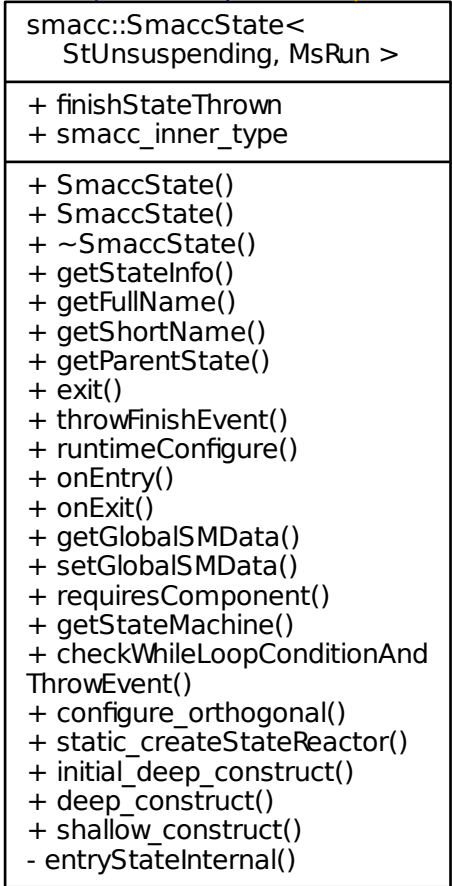 smacc::SmaccState<
StUnsuspending, MsRun >
+ finishStateThrown
+ smacc_inner_type
+ SmaccState()
+ SmaccState()
+ ~SmaccState()
+ getStateInfo()
+ getFullName()
+ getShortName()
+ getParentState()
+ exit()
+ throwFinishEvent()
+ runtimeConfigure()
+ onEntry()
+ onExit()
+ getGlobalSMData()
+ setGlobalSMData()
+ requiresComponent()
+ getStateMachine()
+ checkWhileLoopConditionAnd
ThrowEvent()
+ configure_orthogonal()
+ static_createStateReactor()
+ initial_deep_construct()
+ deep_construct()
+ shallow_construct()
- entryStateInternal()